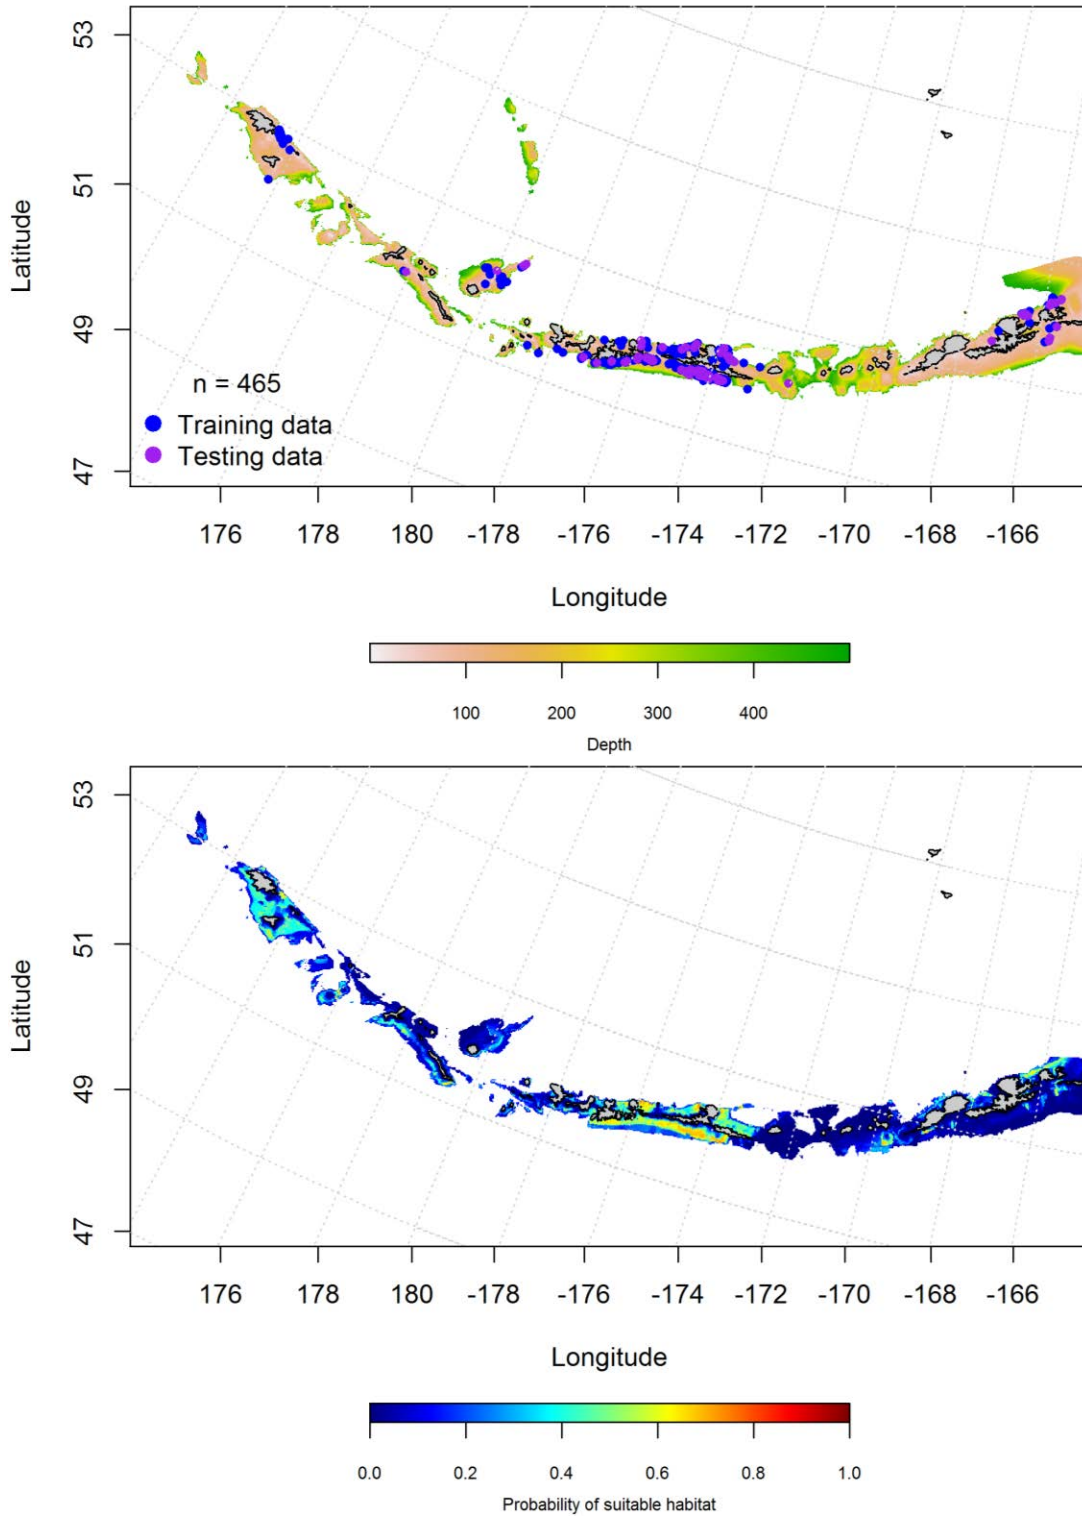 53
51
49
47
Latitude
n = 465
Training data
Testing data
176 178 180 -178 -176 -174 -172 -170 -168 -166
Longitude
100 200 300 400
Depth
53
51
49
47
Latitude
176 178 180 -178 -176 -174 -172 -170 -168 -166
Longitude
0.0 0.2 0.4 0.6 0.8 1.0
Probability of suitable habitat